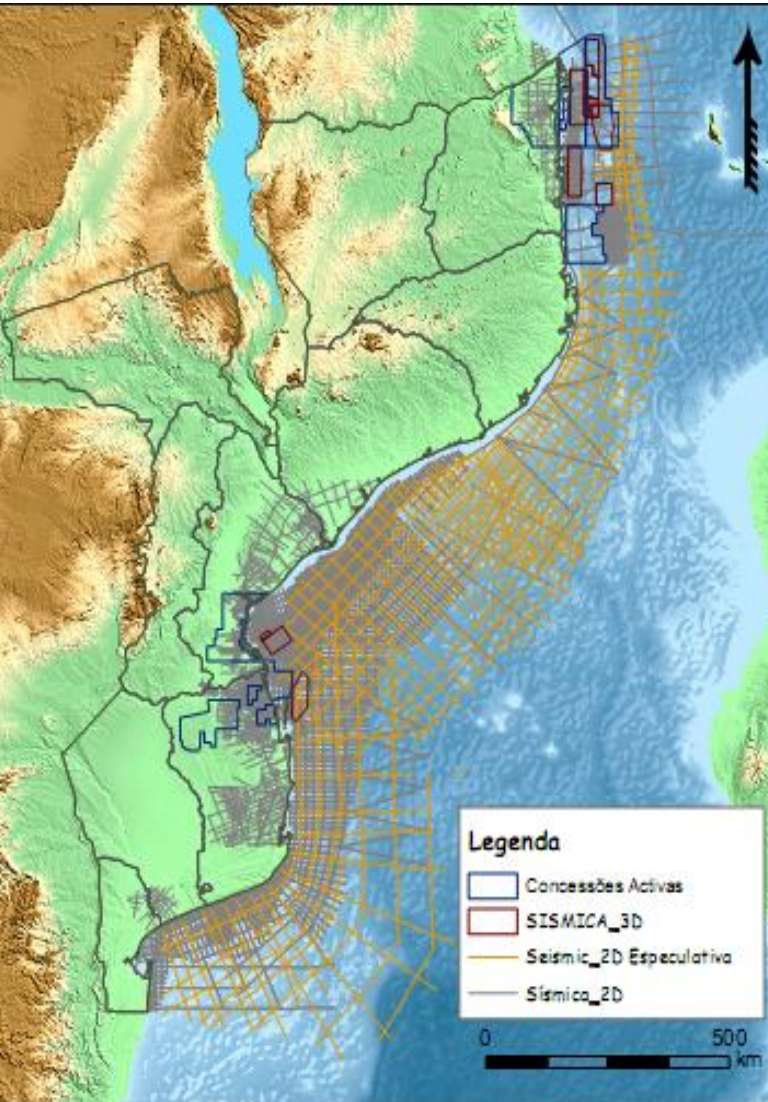 Legenda
Concessões Activas
SISMICA_3D
Seismic_2D Especulativa
Sísmica_2D
0 500
km